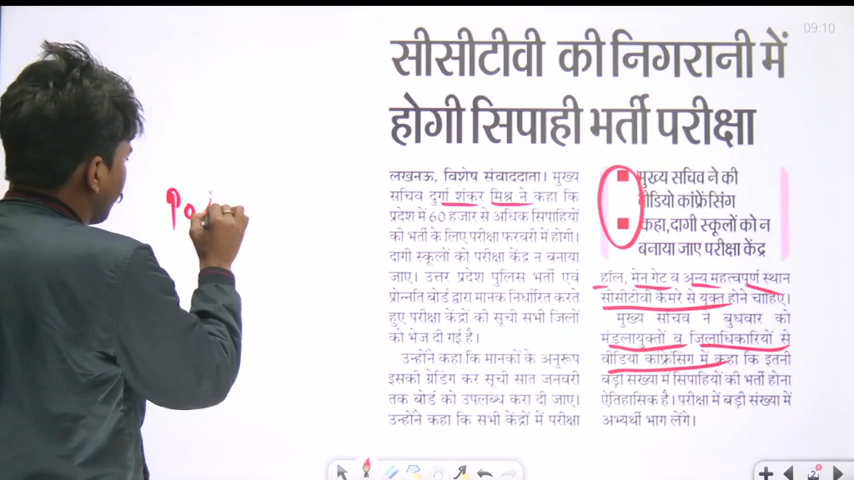 09:10
सीसीटीवी की निगरानी में
होगी सिपाही भर्ती परीक्षा
लखनऊ, विशेष संवाददाता। मुख्य
सचिव दुर्गा शंकर मिश्र ने कहा कि
प्रदेश में 60 हजार से अधिक सिपाहियों
की भर्ती के लिए परीक्षा फरवरी में होगी।
दागी स्कूलों को परीक्षा केंद्र न बनाया
जाए। उत्तर प्रदेश पुलिस भर्ती एवं
प्रोन्नति बोर्ड द्वारा मानक निर्धारित करते
हुए परीक्षा केंद्रों की सूची सभी जिलों
को भेज दी गई है।
उन्होंने कहा कि मानकों के अनुरूप
इसकी ग्रेडिंग कर सूची सात जनवरी
तक बोर्ड को उपलब्ध करा दी जाए।
उन्होंने कहा कि सभी केंद्रों में परीक्षा
मुख्य सचिव ने की
वीडियो कांफ्रेंसिंग
कहा,दागी स्कूलों को न
बनाया जाए परीक्षा केंद्र
हॉल, मेन गेट व अन्य महत्वपूर्ण स्थान
सीसीटीवी कैमरे से युक्त होने चाहिए।
मुख्य सचिव ने बुधवार को
मंडलायुक्तों व जिलाधिकारियों से
वीडियो कांफ्रेंसिंग में कहा कि इतनी
बड़ी संख्या में सिपाहियों की भर्ती होना
ऐतिहासिक है। परीक्षा में बड़ी संख्या में
अभ्यर्थी भाग लेंगे।